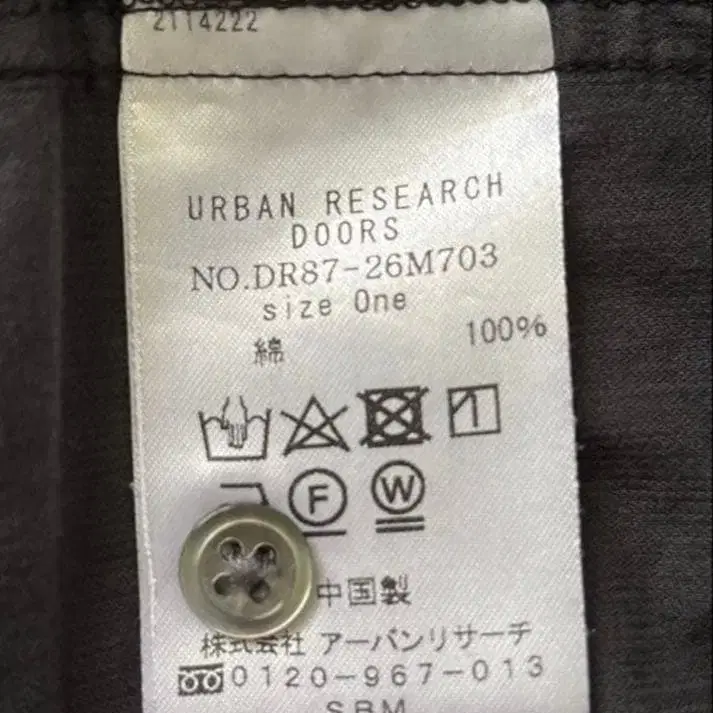 2114222
URBAN RESEARCH
DOORS
NO.DR87-26M703
size One
綿 100%
F W
中国製
株式会社 アーバンリサーチ
0120-967-013
SBM